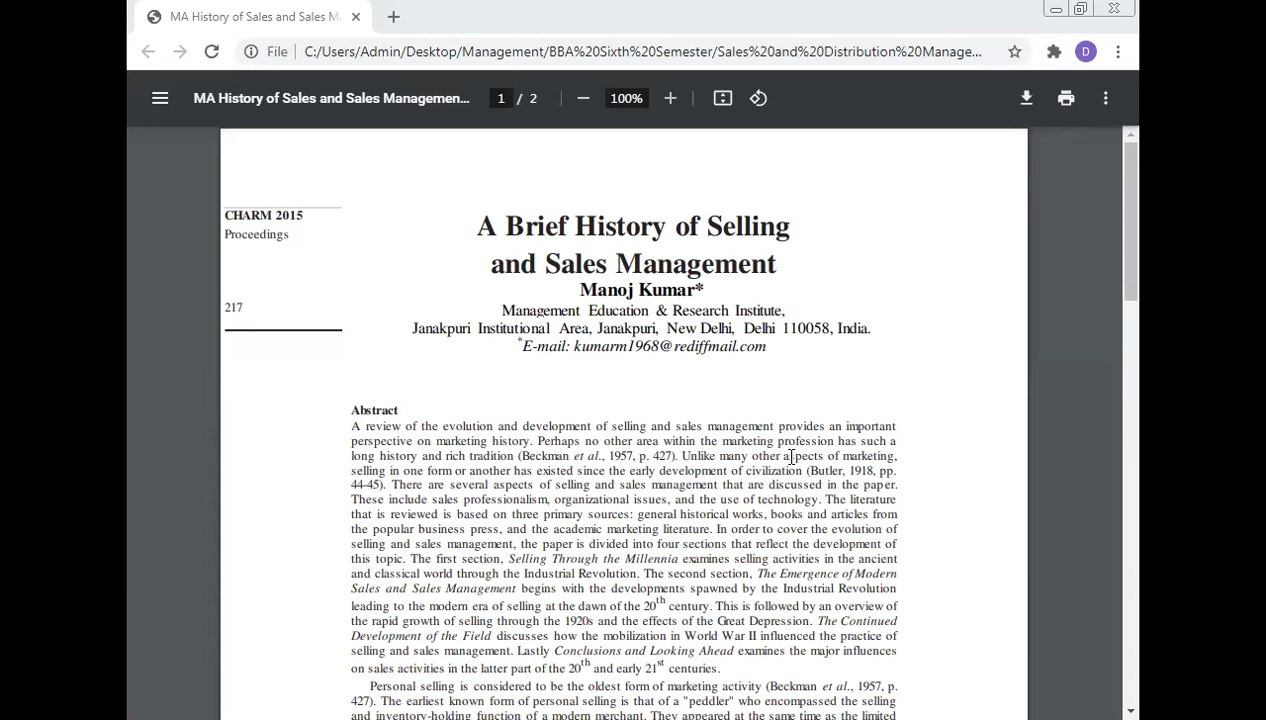 MA History of Sales and Sales M
File C:/Users/Admin/Desktop/Management/BBA%20Sixth%20Semester/Sales%20and%20Distribution%20Manage...
D
MA History of Sales and Sales Managemen...
1 / 2
100%
CHARM 2015
Proceedings
217
A Brief History of Selling
and Sales Management
Manoj Kumar*
Management Education & Research Institute,
Janakpuri Institutional Area, Janakpuri, New Delhi, Delhi 110058, India.
*E-mail: kumarm1968@rediffmail.com
Abstract
A review of the evolution and development of selling and sales management provides an important
perspective on marketing history. Perhaps no other area within the marketing profession has such a
long history and rich tradition (Beckman et al., 1957, p. 427). Unlike many other aspects of marketing,
selling in one form or another has existed since the early development of civilization (Butler, 1918, pp.
44-45). There are several aspects of selling and sales management that are discussed in the paper.
These include sales professionalism, organizational issues, and the use of technology. The literature
that is reviewed is based on three primary sources: general historical works, books and articles from
the popular business press, and the academic marketing literature. In order to cover the evolution of
selling and sales management, the paper is divided into four sections that reflect the development of
this topic. The first section, Selling Through the Millennia examines selling activities in the ancient
and classical world through the Industrial Revolution. The second section, The Emergence of Modern
Sales and Sales Management begins with the developments spawned by the Industrial Revolution
leading to the modern era of selling at the dawn of the 20th century. This is followed by an overview of
the rapid growth of selling through the 1920s and the effects of the Great Depression. The Continued
Development of the Field discusses how the mobilization in World War II influenced the practice of
selling and sales management. Lastly Conclusions and Looking Ahead examines the major influences
on sales activities in the latter part of the 20th and early 21st centuries.
Personal selling is considered to be the oldest form of marketing activity (Beckman et al., 1957, p.
427). The earliest known form of personal selling is that of a "peddler" who encompassed the selling
and inventory-holding function of a modern merchant. They appeared at the same time as the limited